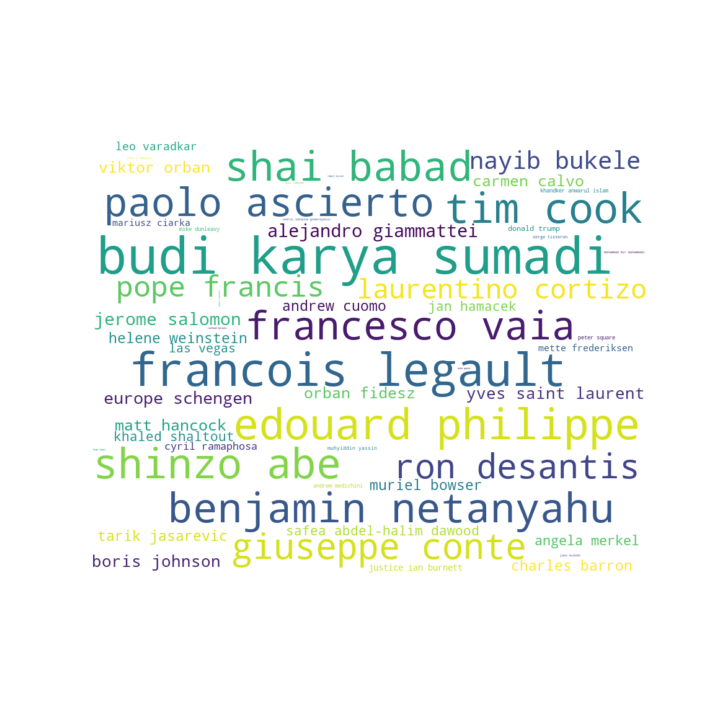 leo varadkar
shai babad
nayib bukele
viktor orban
carmen calvo
paolo ascierto
tim cook
khandker anwarul islam
mariusz ciarka
mike dunleavy
alejandro giammattei
donald trump
serge tisseron
budi karya sumadi
pope francis
laurentino cortizo
andrew cuomo
jan hamacek
jerome salomon
francesco vaia
helene weinstein
peter square
las vegas
mette frederiksen
francois legault
europe schengen
orban fidesz
yves saint laurent
matt hancock
edouard philippe
khaled shaltout
cyril ramaphosa
muhyiddin yassin
shinzo abe
ron desantis
andrea medichini
muriel bowser
benjamin netanyahu
tarik jasarevic
safea abdel-halim dawood
giuseppe conte
angela merkel
boris johnson
justice ian burnett
charles barron